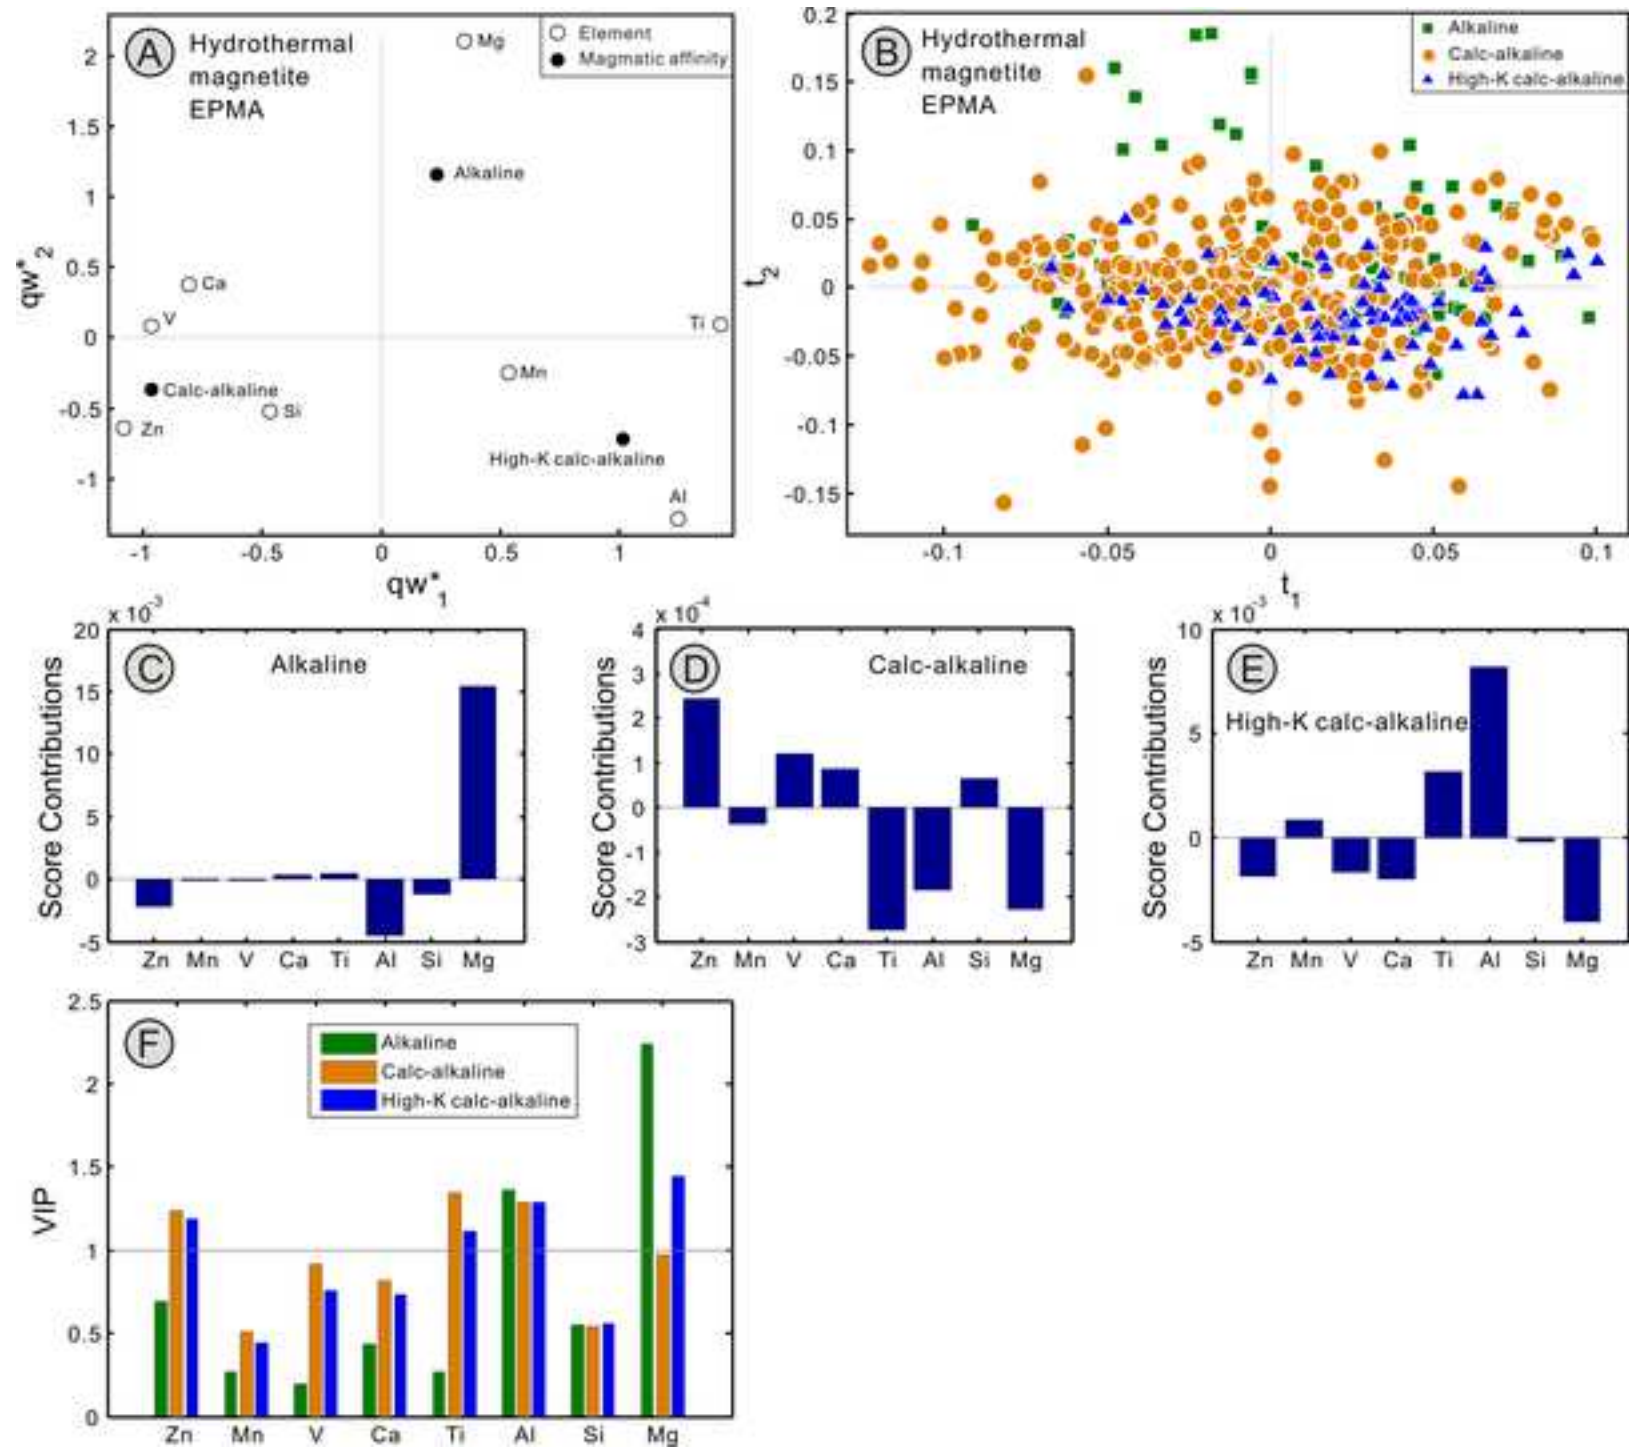 A
Hydrothermal
magnetite
EPMA
Element
Magmatic affinity
Mg
Alkaline
Ca
V
Ti
Mn
Calc-alkaline
Si
Zn
High-K calc-alkaline
Al
2
1.5
1
0.5
0
-0.5
-1
qw*2
-1 -0.5 0 0.5 1
qw*1
B
Hydrothermal
magnetite
EPMA
Alkaline
Calc-alkaline
High-K calc-alkaline
0.2
0.15
0.1
0.05
0
-0.05
-0.1
-0.15
t2
-0.1 -0.05 0 0.05 0.1
t1
x 10-3
C
Alkaline
20
15
10
5
0
-5
Score Contributions
Zn Mn V Ca Ti Al Si Mg
x 10-4
D
Calc-alkaline
4
3
2
1
0
-1
-2
-3
Score Contributions
Zn Mn V Ca Ti Al Si Mg
x 10-3
E
High-K calc-alkaline
10
5
0
-5
Score Contributions
Zn Mn V Ca Ti Al Si Mg
F
Alkaline
Calc-alkaline
High-K calc-alkaline
2.5
2
1.5
1
0.5
0
VIP
Zn Mn V Ca Ti Al Si Mg